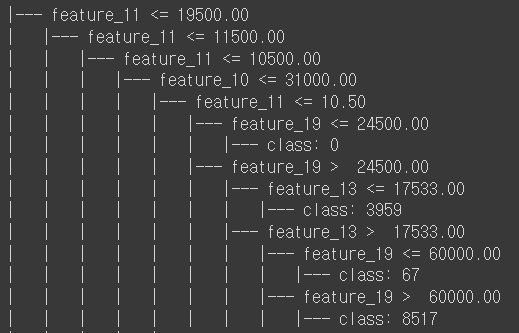 |--- feature_11 <= 19500.00
|   |--- feature_11 <= 11500.00
|   |   |--- feature_11 <= 10500.00
|   |   |   |--- feature_10 <= 31000.00
|   |   |   |   |--- feature_11 <= 10.50
|   |   |   |   |   |--- feature_19 <= 24500.00
|   |   |   |   |   |   |--- class: 0
|   |   |   |   |   |--- feature_19 >  24500.00
|   |   |   |   |   |   |--- feature_13 <= 17533.00
|   |   |   |   |   |   |   |--- class: 3959
|   |   |   |   |   |   |--- feature_13 >  17533.00
|   |   |   |   |   |   |   |--- feature_19 <= 60000.00
|   |   |   |   |   |   |   |   |--- class: 67
|   |   |   |   |   |   |   |--- feature_19 >  60000.00
|   |   |   |   |   |   |   |   |--- class: 8517